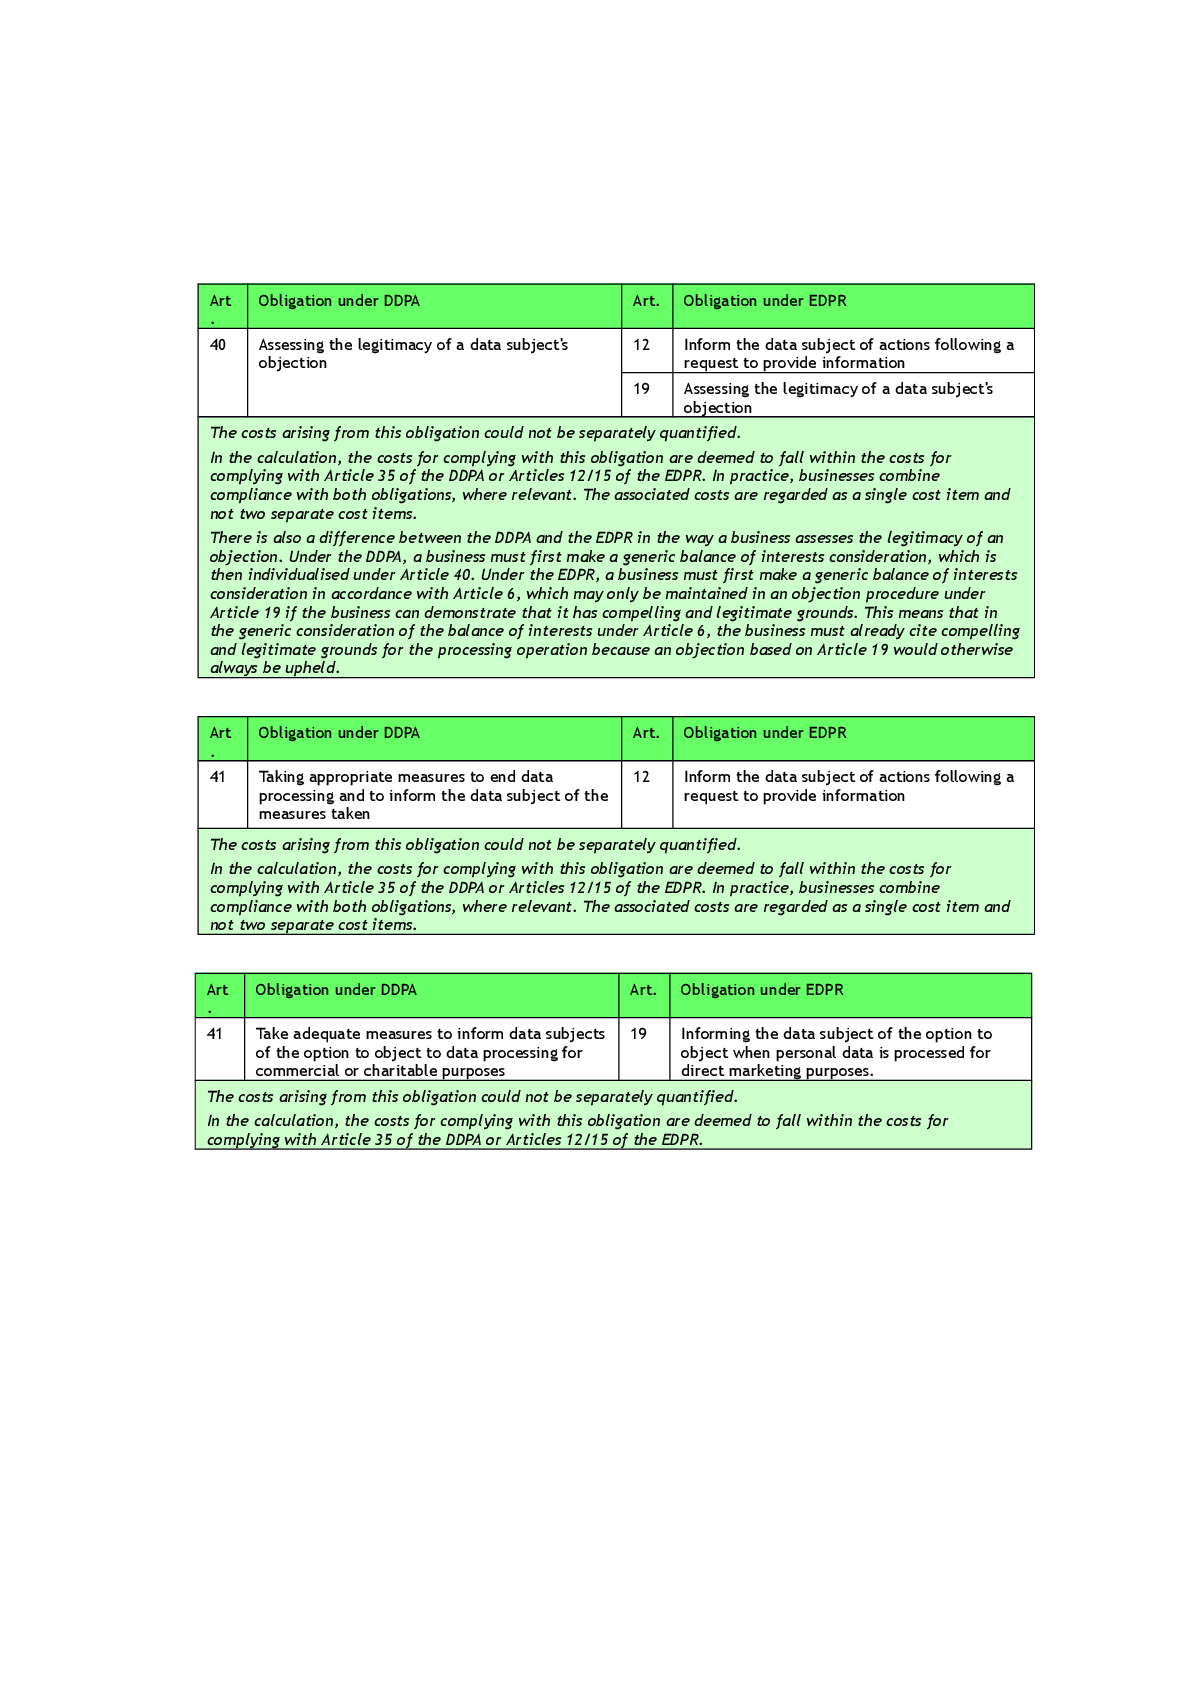 Art
.
Obligation under DDPA
Art.
Obligation under EDPR
40
Assessing the legitimacy of a data subject's
objection
12
Inform the data subject of actions following a
request to provide information
19
Assessing the legitimacy of a data subject's
objection
The costs arising from this obligation could not be separately quantified.
In the calculation, the costs for complying with this obligation are deemed to fall within the costs for
complying with Article 35 of the DDPA or Articles 12/15 of the EDPR. In practice, businesses combine
compliance with both obligations, where relevant. The associated costs are regarded as a single cost item and
not two separate cost items.
There is also a difference between the DDPA and the EDPR in the way a business assesses the legitimacy of an
objection. Under the DDPA, a business must first make a generic balance of interests consideration, which is
then individualised under Article 40. Under the EDPR, a business must first make a generic balance of interests
consideration in accordance with Article 6, which may only be maintained in an objection procedure under
Article 19 if the business can demonstrate that it has compelling and legitimate grounds. This means that in
the generic consideration of the balance of interests under Article 6, the business must already cite compelling
and legitimate grounds for the processing operation because an objection based on Article 19 would otherwise
always be upheld.
Art
.
Obligation under DDPA
Art.
Obligation under EDPR
41
Taking appropriate measures to end data
processing and to inform the data subject of the
measures taken
12
Inform the data subject of actions following a
request to provide information
The costs arising from this obligation could not be separately quantified.
In the calculation, the costs for complying with this obligation are deemed to fall within the costs for
complying with Article 35 of the DDPA or Articles 12/15 of the EDPR. In practice, businesses combine
compliance with both obligations, where relevant. The associated costs are regarded as a single cost item and
not two separate cost items.
Art
.
Obligation under DDPA
Art.
Obligation under EDPR
41
Take adequate measures to inform data subjects
of the option to object to data processing for
commercial or charitable purposes
19
Informing the data subject of the option to
object when personal data is processed for
direct marketing purposes.
The costs arising from this obligation could not be separately quantified.
In the calculation, the costs for complying with this obligation are deemed to fall within the costs for
complying with Article 35 of the DDPA or Articles 12/15 of the EDPR.